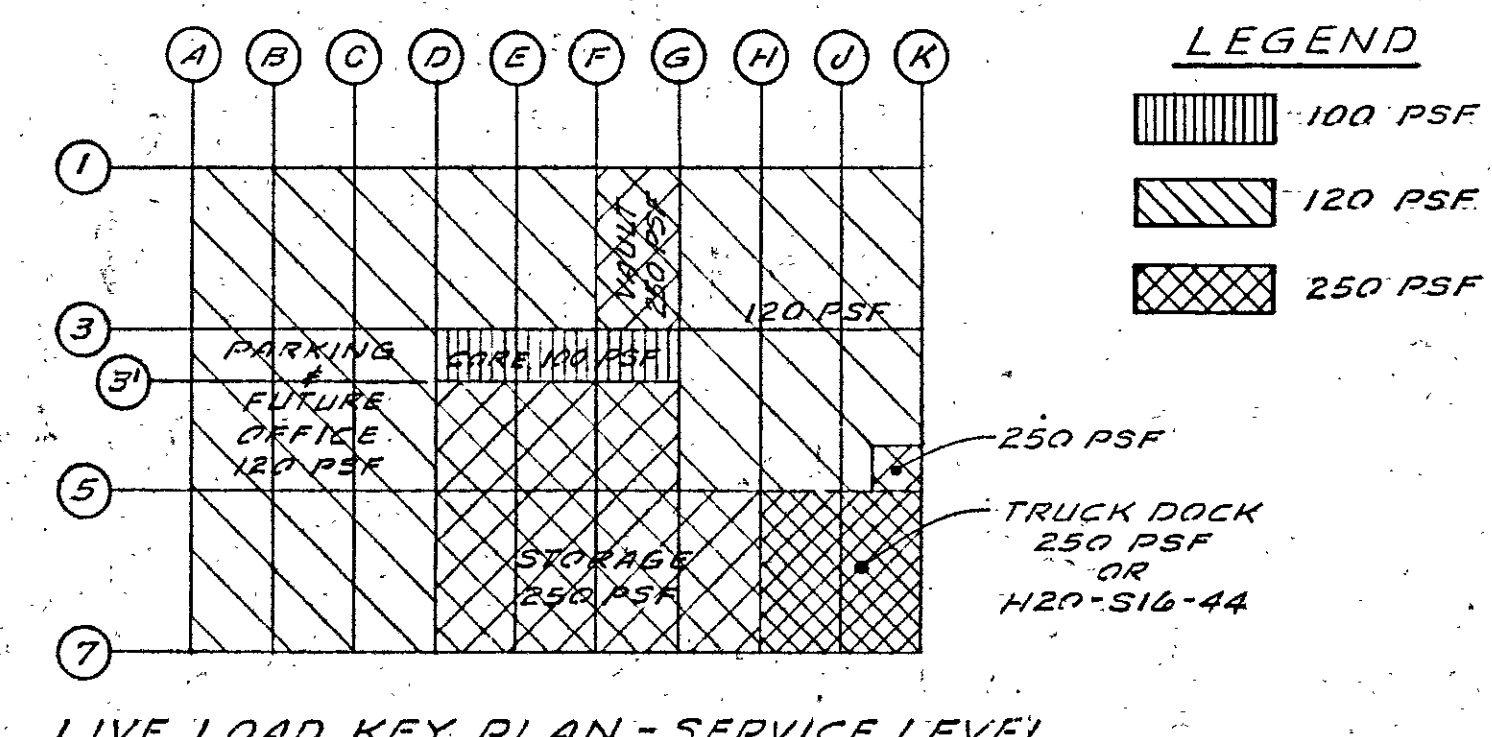 A B C D E F G H J K
LEGEND
100 PSF
120 PSF
250 PSF
1
3
3'
5
7
VAULT
250 PSF
120 PSF
PARKING
&
FUTURE
OFFICE
120 PSF
CORE 100 PSF
STORAGE
250 PSF
250 PSF
TRUCK DOCK
250 PSF
OR
H20-S16-44
LIVE LOAD KEY PLAN - SERVICE LEVEL